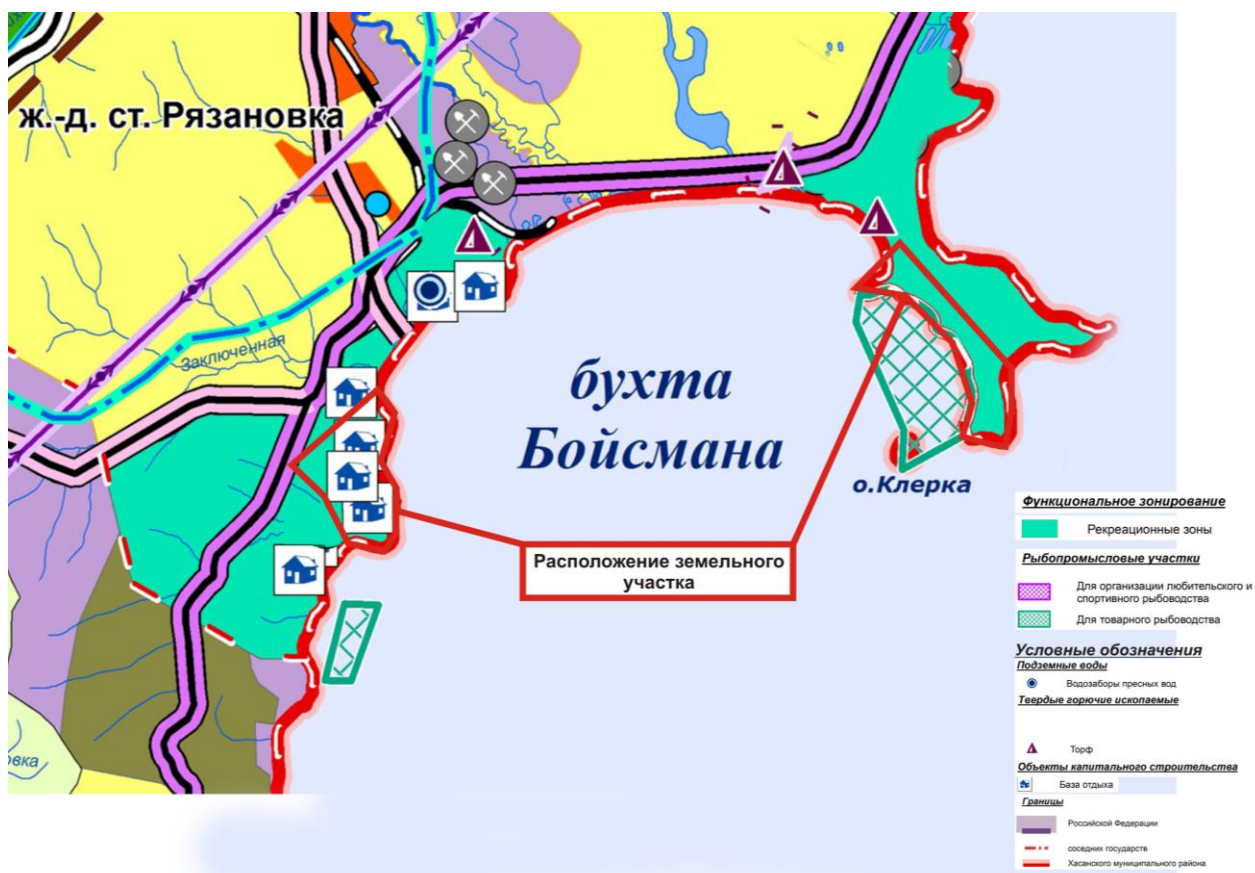 ж.-д. ст. Рязановка
Заключенная
бухта
Бойсмана
о.Клерка
Расположение земельного
участка
овка
Функциональное зонирование
Рекреационные зоны
Рыбопромысловые участки
Для организации любительского и
спортивного рыбоводства
Для товарного рыбоводства
Условные обозначения
Подземные воды
Водозаборы пресных вод
Твердые горючие ископаемые
Торф
Объекты капитального строительства
База отдыха
Границы
Российской Федерации
соседних государств
Хасанского муниципального района